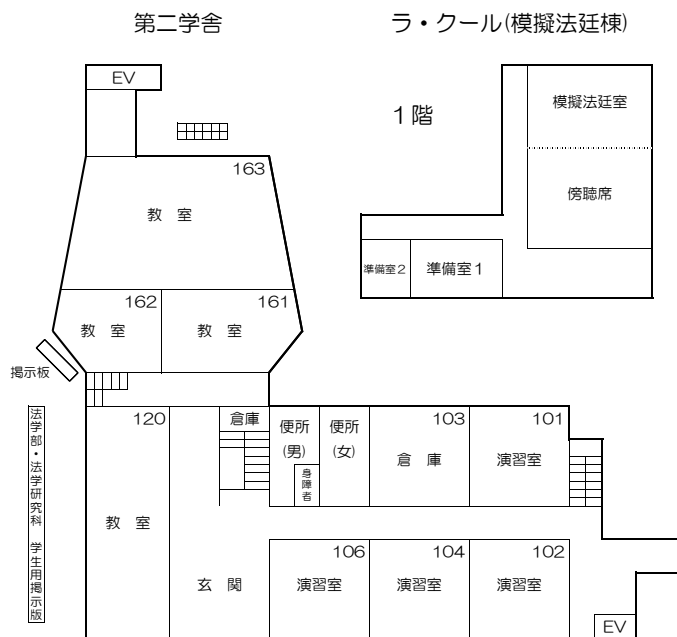 第二学舎
ラ・クール(模擬法廷棟)
EV
1階
模擬法廷室
傍聴席
163
教 室
準備室2
準備室1
162
教 室
161
教 室
掲示板
法学部・法学研究科 学生用掲示版
120
教 室
倉庫
便所
(男)
身障者
便所
(女)
103
倉 庫
101
演習室
玄 関
106
演習室
104
演習室
102
演習室
EV